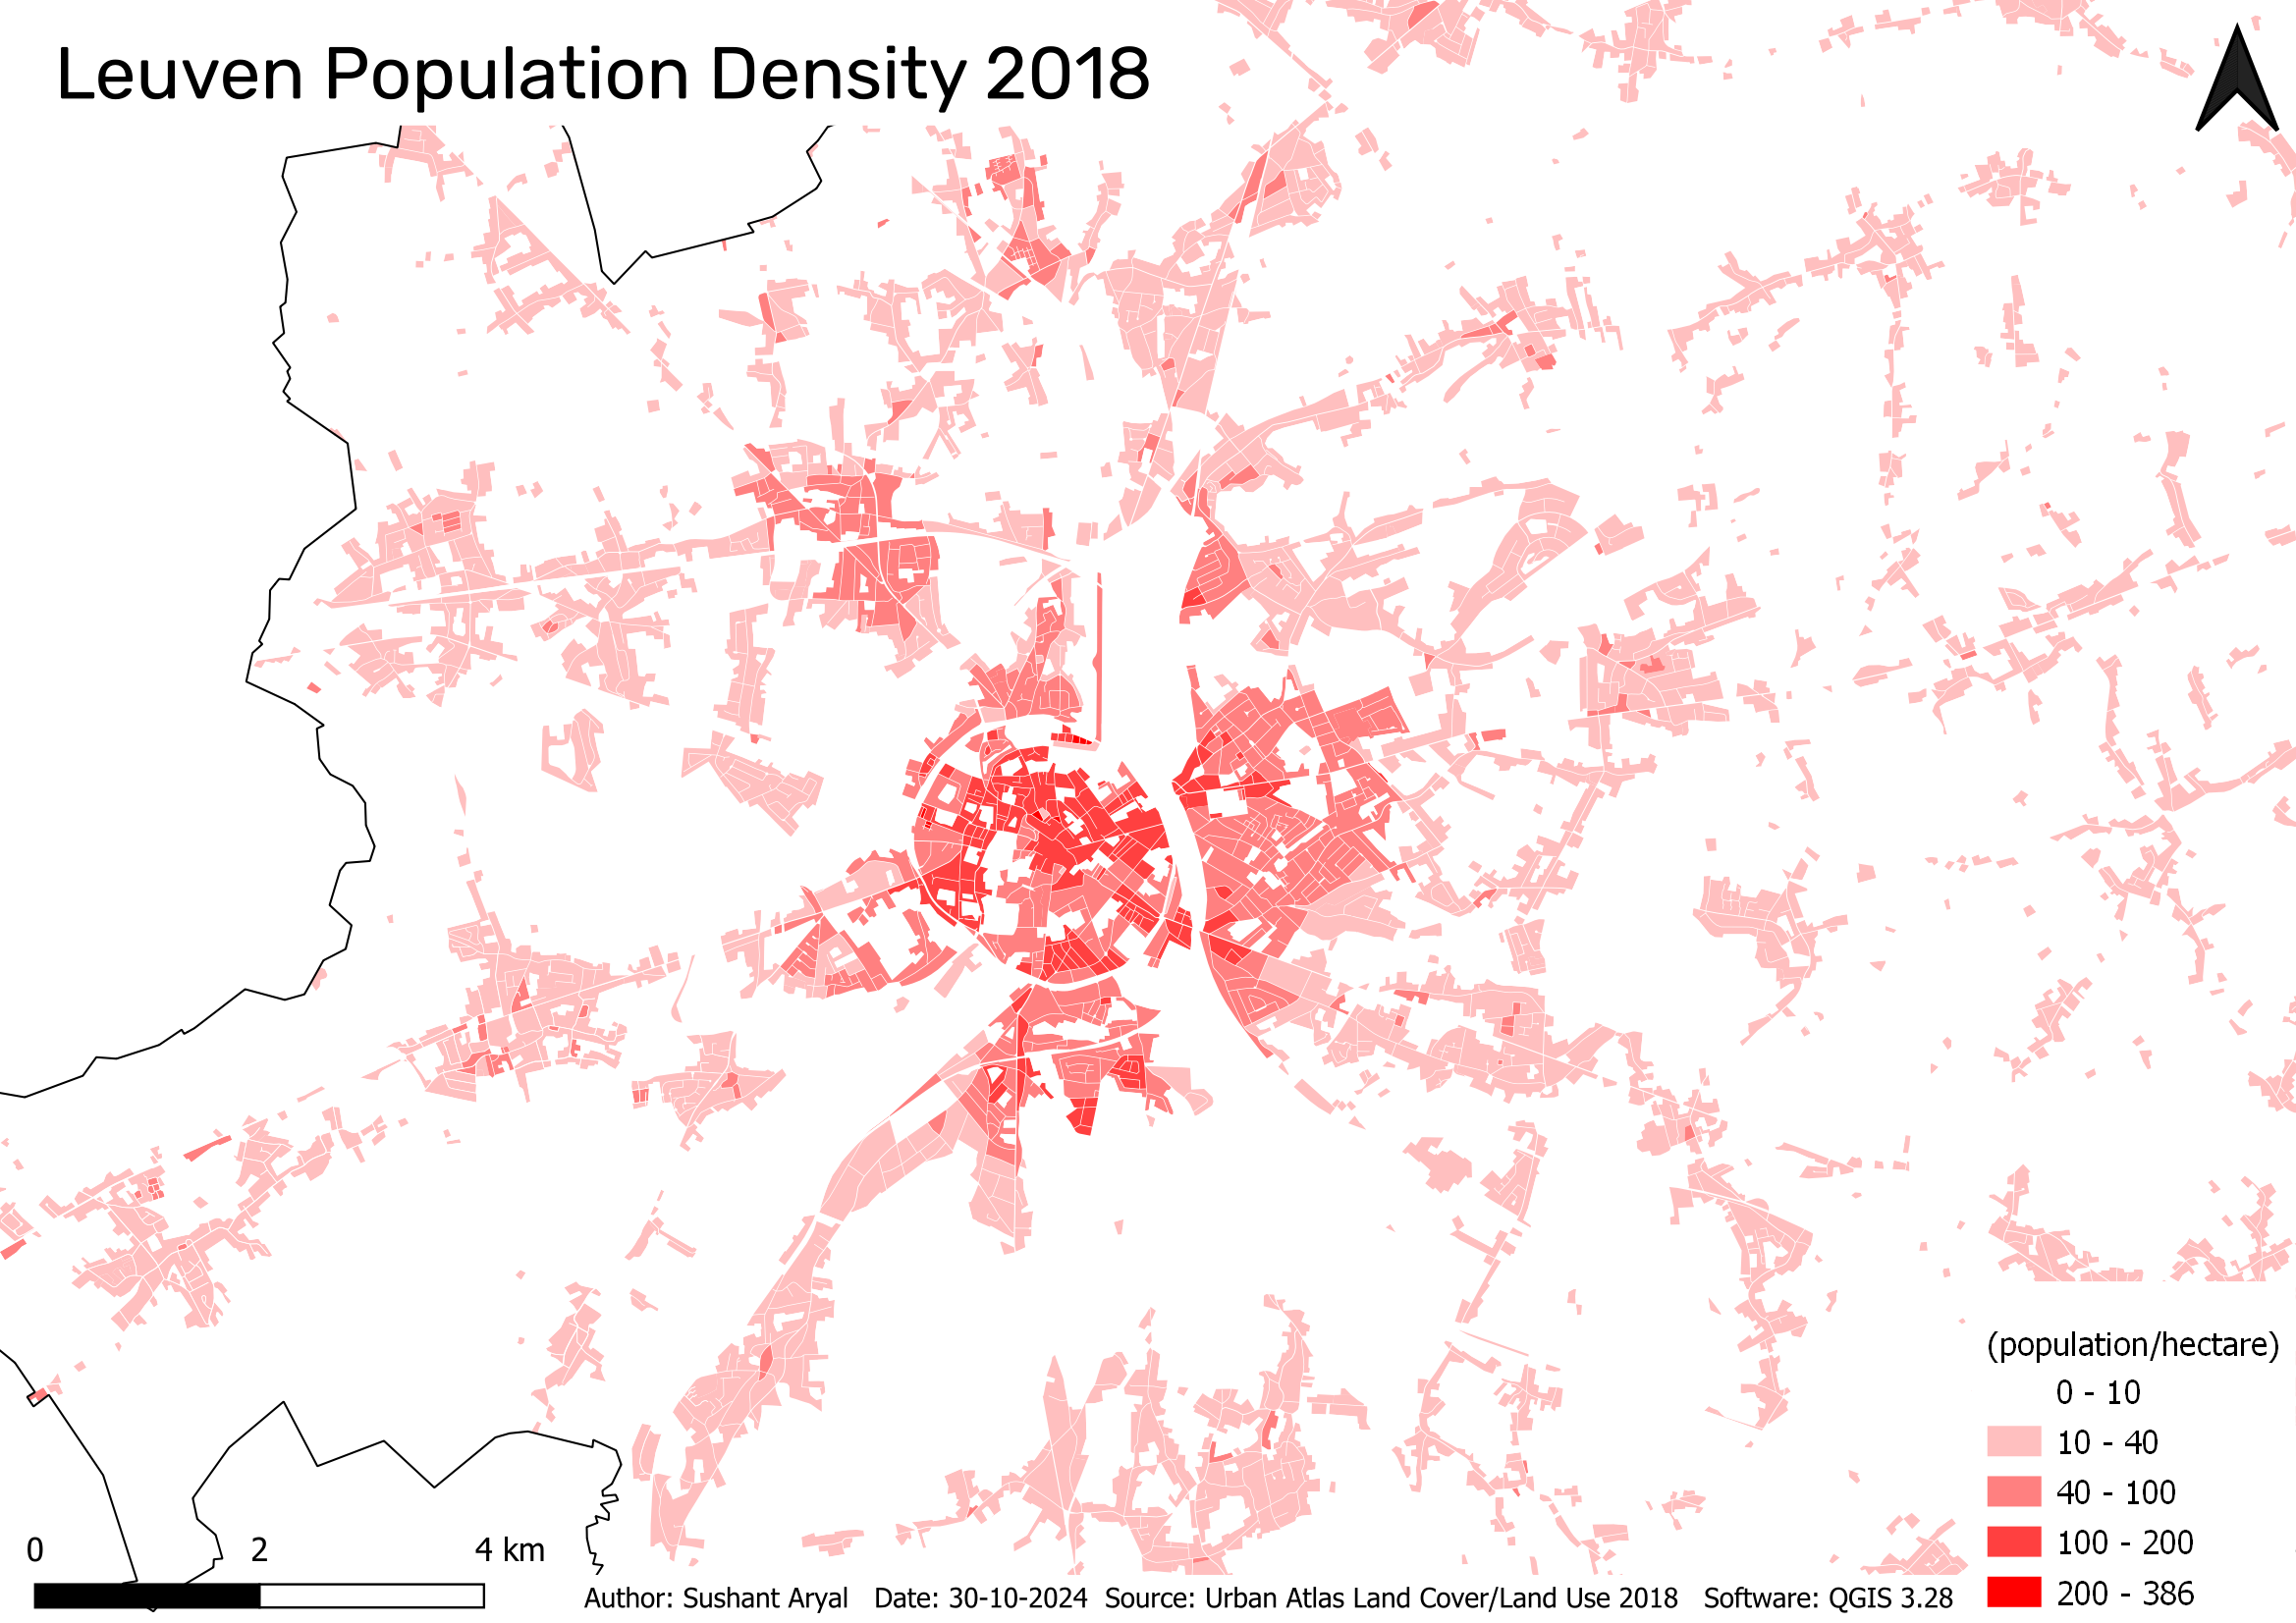 Leuven Population Density 2018
(population/hectare)
0 - 10
10 - 40
40 - 100
100 - 200
200 - 386
0 2 4 km
Author: Sushant Aryal Date: 30-10-2024 Source: Urban Atlas Land Cover/Land Use 2018 Software: QGIS 3.28